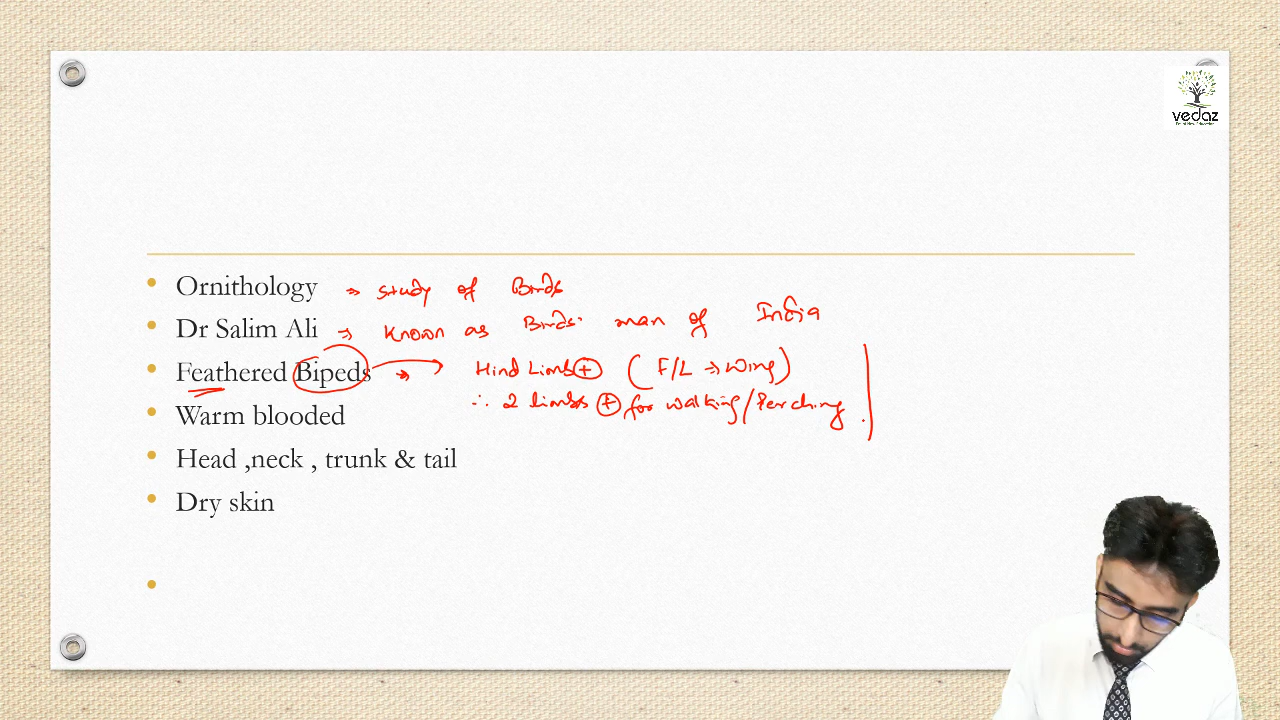 vedaz
Ornithology → study of Birds
Dr Salim Ali → Known as Birds' man of India
Feathered Bipeds → Hind Limbs (+) (F/L → wing)
∴ 2 limbs (+) for walking/Perching
Warm blooded
Head ,neck , trunk & tail
Dry skin